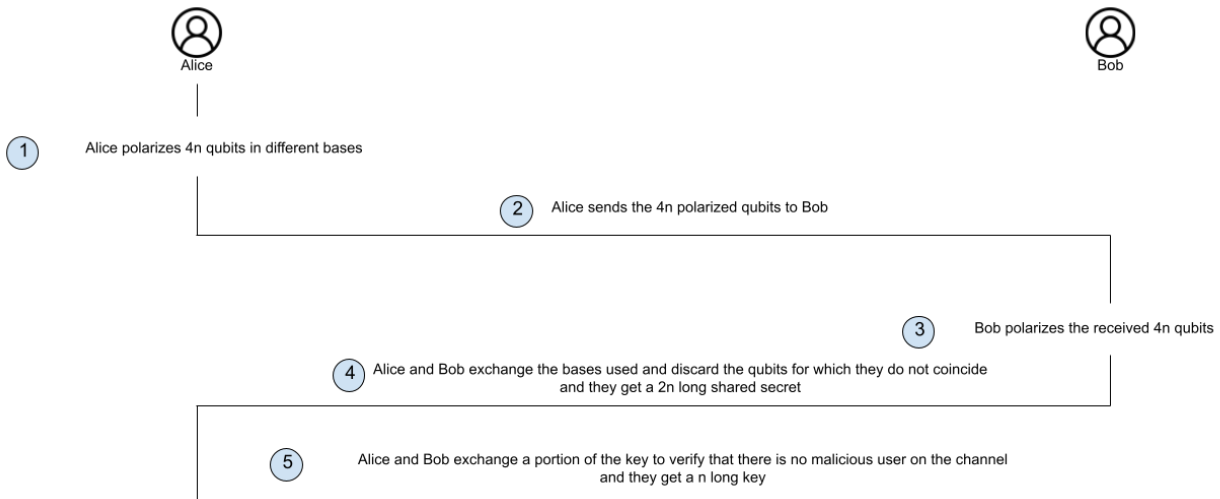 Alice
Bob
1
Alice polarizes 4n qubits in different bases
2
Alice sends the 4n polarized qubits to Bob
3
Bob polarizes the received 4n qubits
4
Alice and Bob exchange the bases used and discard the qubits for which they do not coincide
and they get a 2n long shared secret
5
Alice and Bob exchange a portion of the key to verify that there is no malicious user on the channel
and they get a n long key